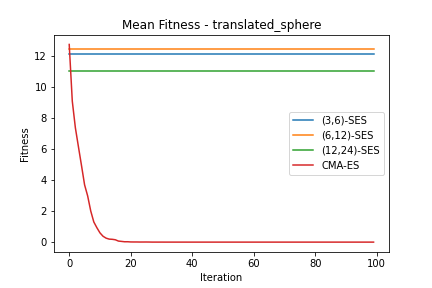 Mean Fitness - translated_sphere
12
10
8
6
4
2
0
Fitness
(3,6)-SES
(6,12)-SES
(12,24)-SES
CMA-ES
0
20
40
60
80
100
Iteration